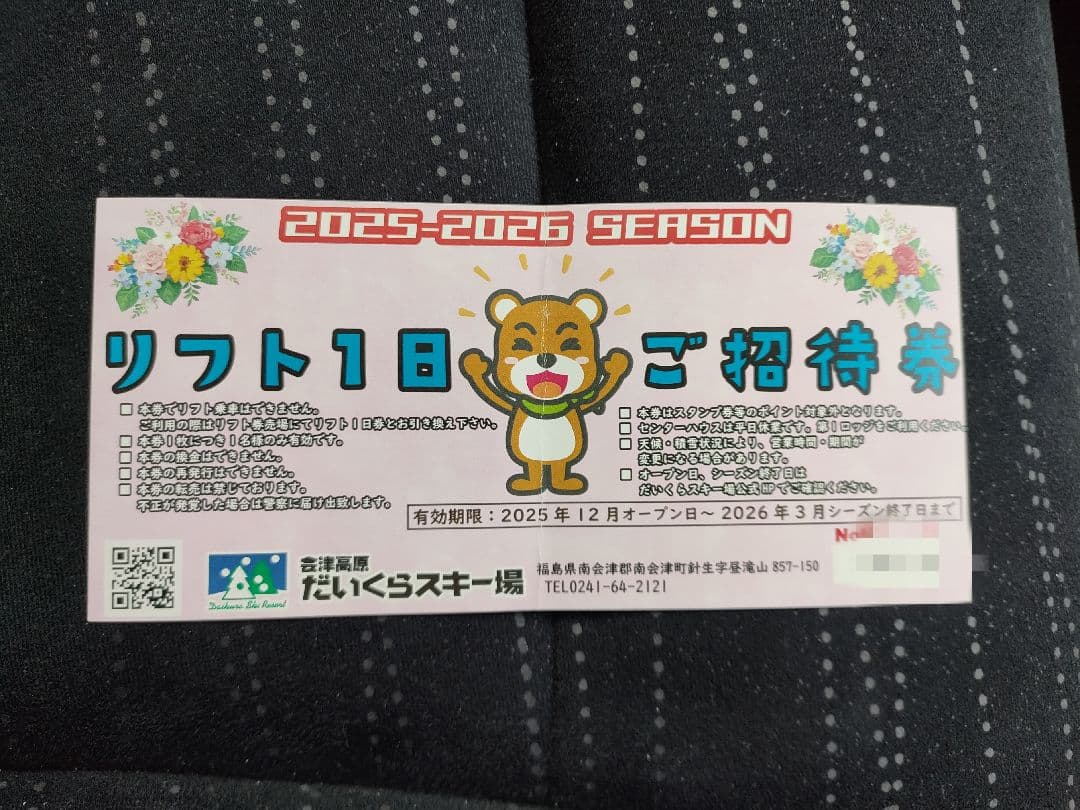 2025-2026 SEASON
リフト1日 ご招待券
■ 本券でリフト乗車はできません。
ご利用の際はリフト券売場にてリフト1日券とお引き換え下さい。
■ 本券1枚につき1名様のみ有効です。
■ 本券の換金はできません。
■ 本券の再発行はできません。
■ 本券の転売は禁じております。
不正が発覚した場合は警察に届け出致します。
■ 本券はスタンプ券等のポイント対象外となります。
■ センターハウスは平日休業です。第1ロッジをご利用ください。
■ 天候・積雪状況により、営業時間・期間が
変更になる場合があります。
■ オープン日、シーズン終了日は
だいくらスキー場公式HPでご確認ください。
有効期限：2025年12月オープン日～2026年3月シーズン終了日まで
No
Daikura Ski Resort
会津高原
だいくらスキー場
福島県南会津郡南会津町針生字昼滝山857-150
TEL0241-64-2121